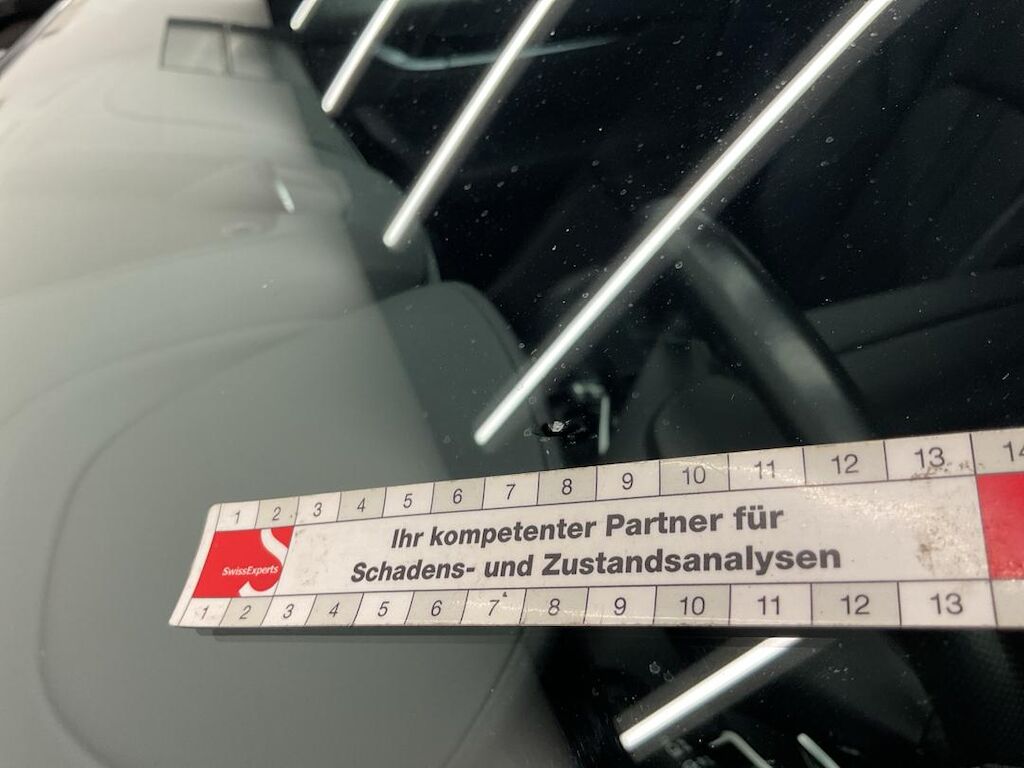 1 2 3 4 5 6 7 8 9 10 11 12 13 14
Ihr kompetenter Partner für
Schadens- und Zustandsanalysen
SwissExperts
1 2 3 4 5 6 7 8 9 10 11 12 13